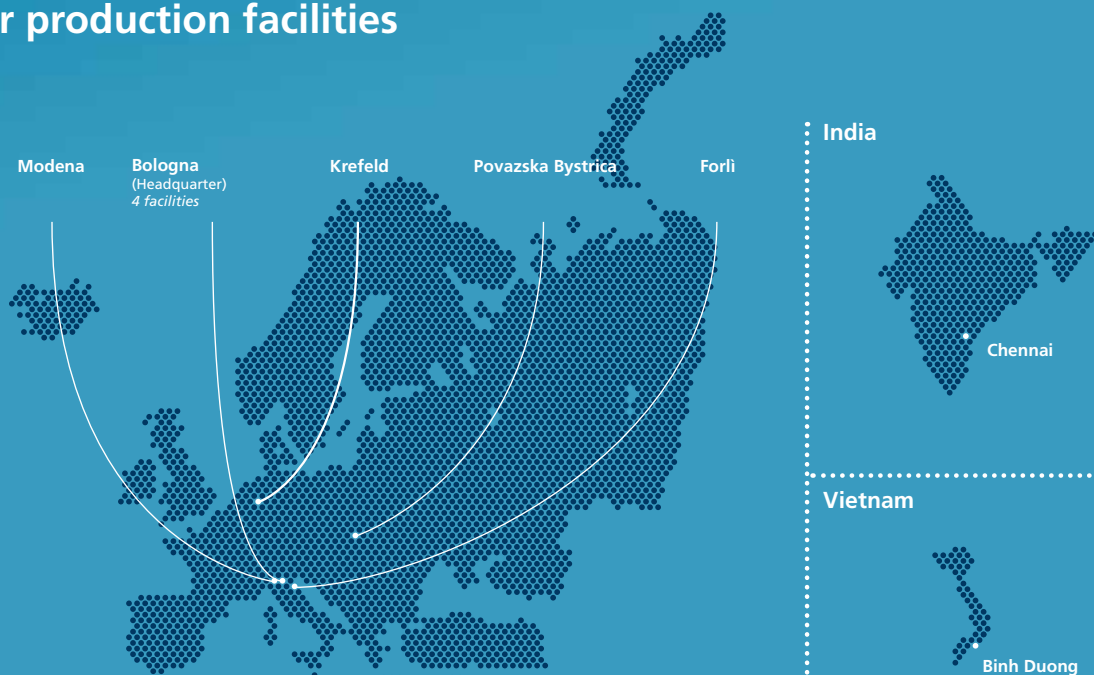 r production facilities
Modena
Bologna
(Headquarter)
4 facilities
Krefeld
Povazska Bystrica
Forlì
India
Chennai
Vietnam
Binh Duong